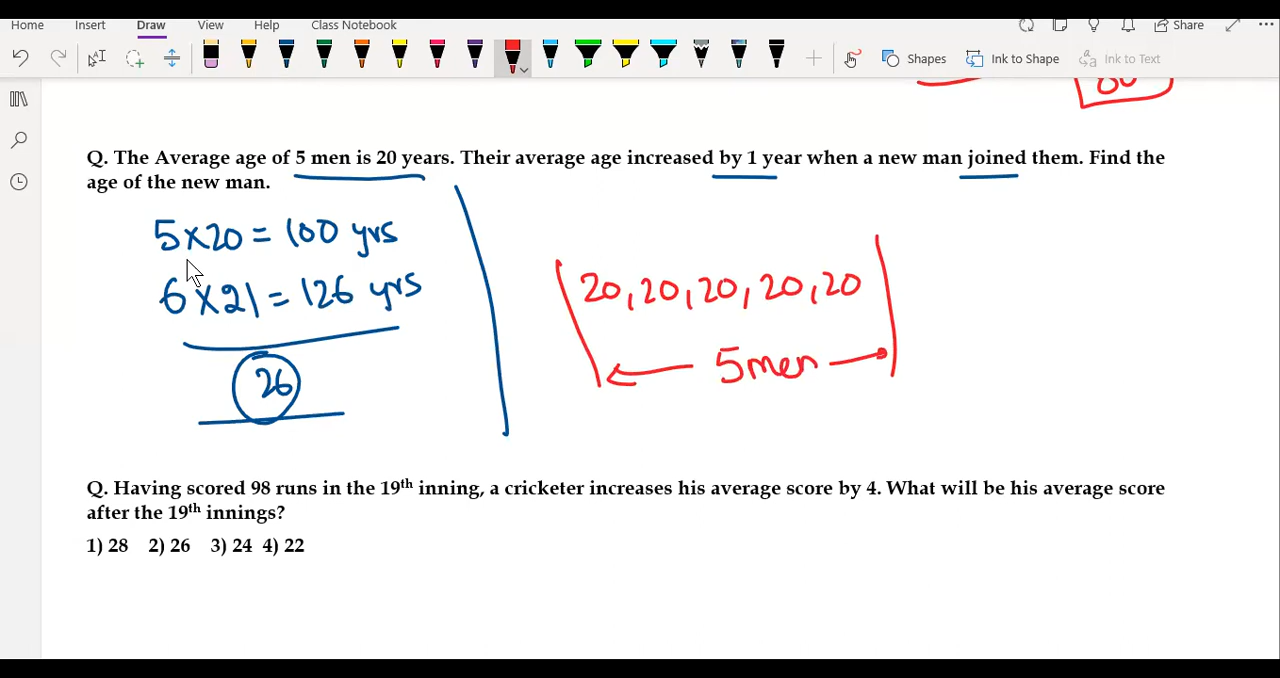 Home Insert Draw View Help Class Notebook
Share
Shapes Ink to Shape Ink to Text
80
Q. The Average age of 5 men is 20 years. Their average age increased by 1 year when a new man joined them. Find the
age of the new man.
5×20 = 100 yrs
6×21 = 126 yrs
26
20, 20, 20, 20, 20
5men
Q. Having scored 98 runs in the 19th inning, a cricketer increases his average score by 4. What will be his average score
after the 19th innings?
1) 28 2) 26 3) 24 4) 22